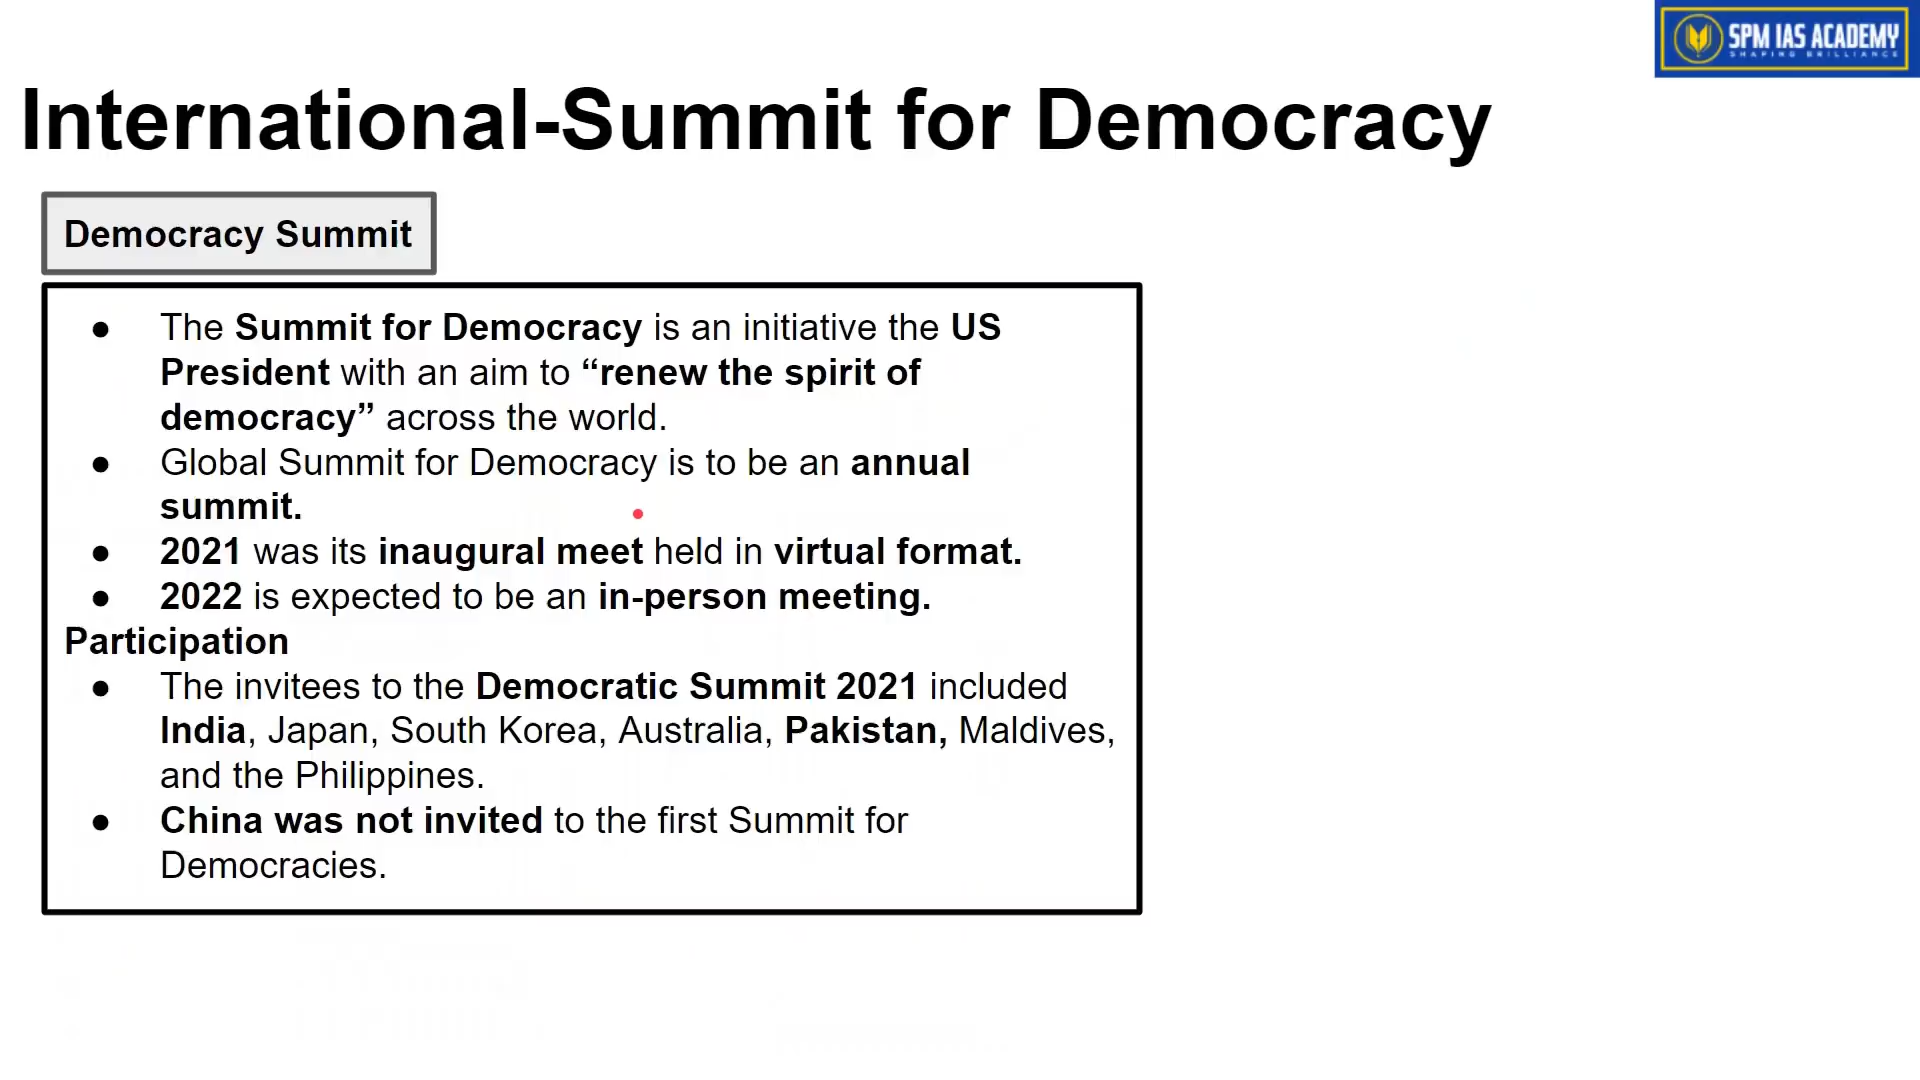 SPM IAS ACADEMY
SHAPING BRILLIANCE
International-Summit for Democracy
Democracy Summit
● The Summit for Democracy is an initiative the US
President with an aim to “renew the spirit of
democracy” across the world.
● Global Summit for Democracy is to be an annual
summit.
● 2021 was its inaugural meet held in virtual format.
● 2022 is expected to be an in-person meeting.
Participation
● The invitees to the Democratic Summit 2021 included
India, Japan, South Korea, Australia, Pakistan, Maldives,
and the Philippines.
● China was not invited to the first Summit for
Democracies.